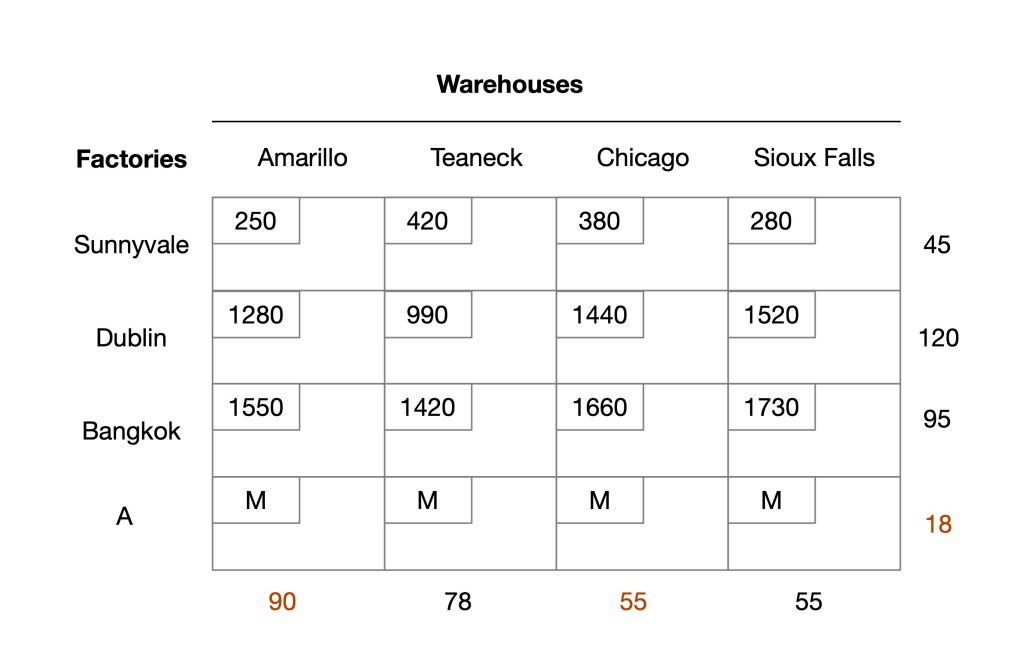 Warehouses
Factories Amarillo Teaneck Chicago Sioux Falls
Sunnyvale 250 420 380 280 45
Dublin 1280 990 1440 1520 120
Bangkok 1550 1420 1660 1730 95
A M M M M 18
90 78 55 55